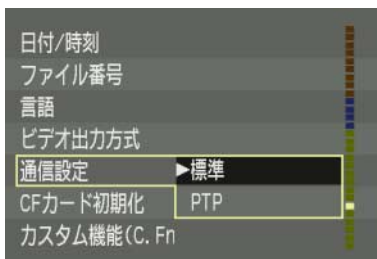 日付/時刻
ファイル番号
言語
ビデオ出力方式
通信設定 ▶標準
CFカード初期化 PTP
カスタム機能(C.Fn